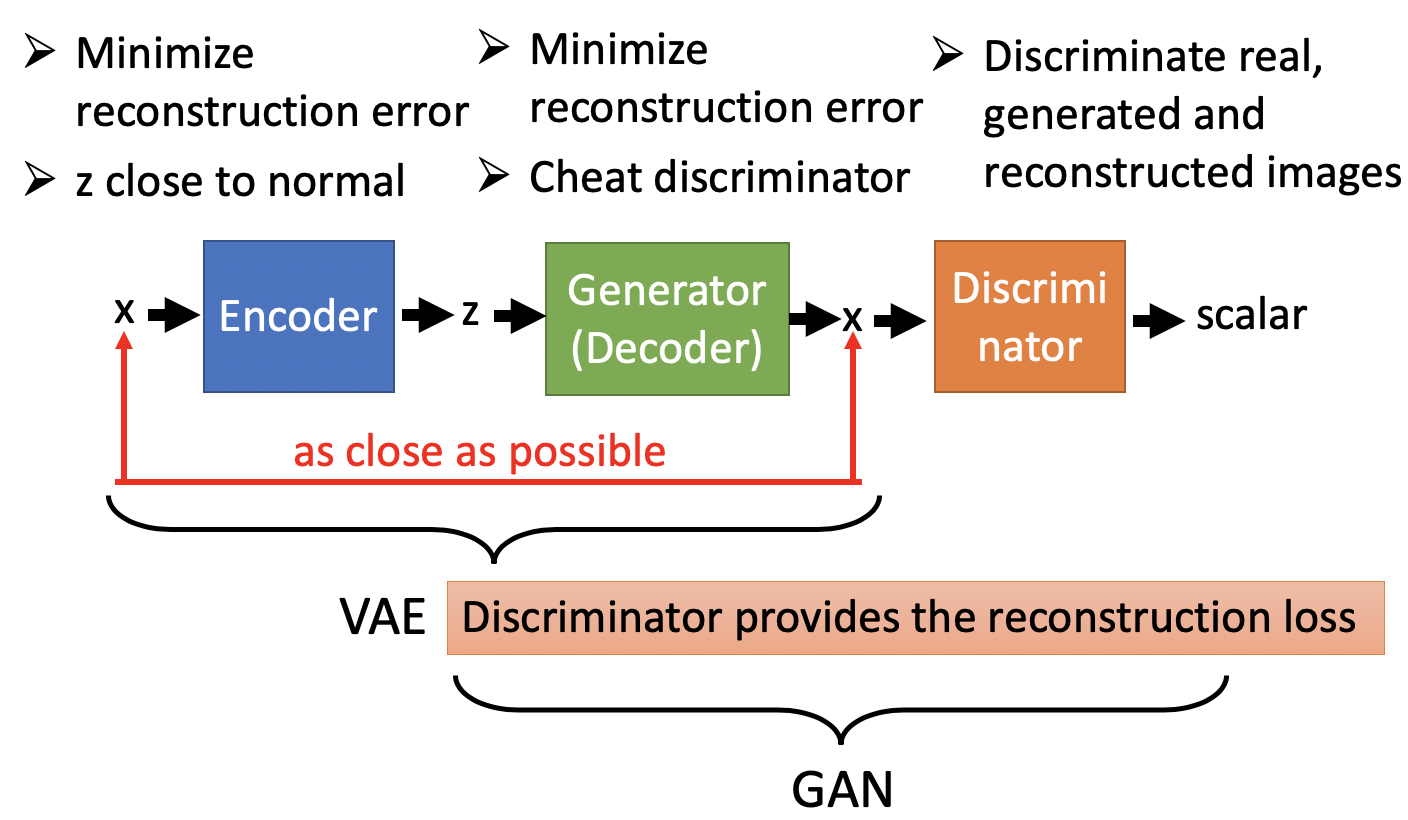 ➢ Minimize
reconstruction error
➢ z close to normal
➢ Minimize
reconstruction error
➢ Cheat discriminator
➢ Discriminate real,
generated and
reconstructed images
x
Encoder
z
Generator
(Decoder)
x
Discrimi
nator
scalar
as close as possible
VAE
Discriminator provides the reconstruction loss
GAN